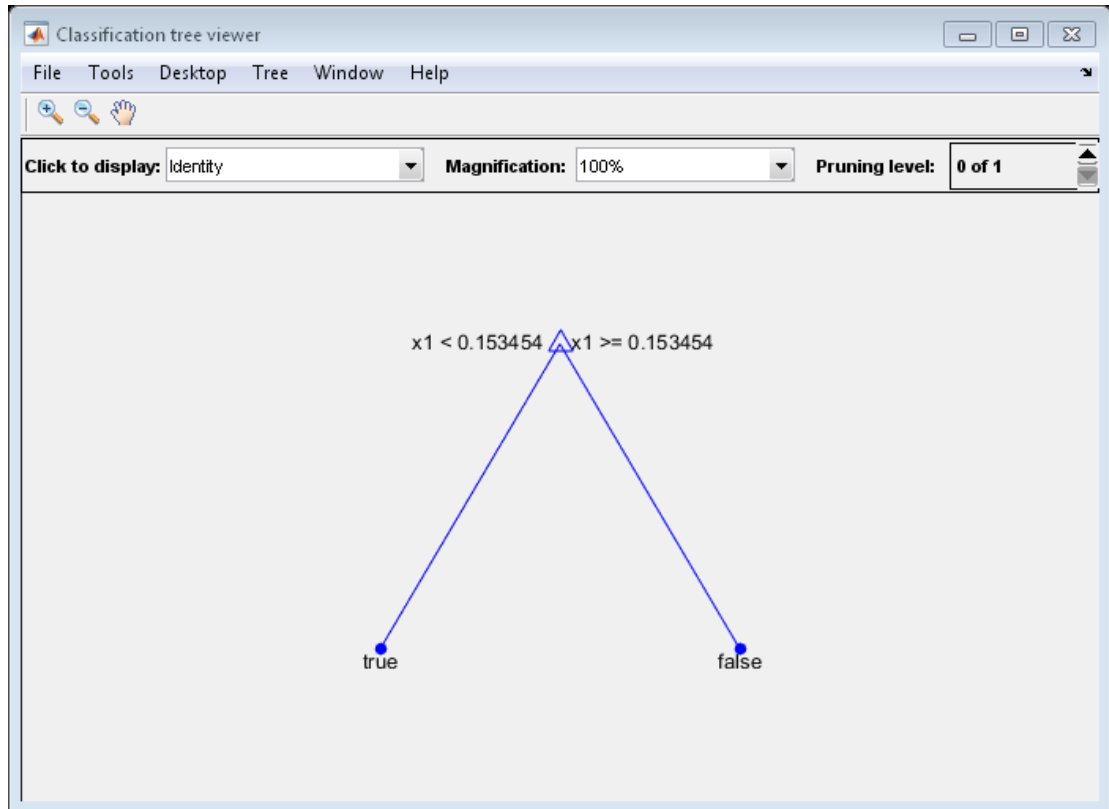 Classification tree viewer
File Tools Desktop Tree Window Help
Click to display: Identity Magnification: 100% Pruning level: 0 of 1
x1 < 0.153454 x1 >= 0.153454
true false